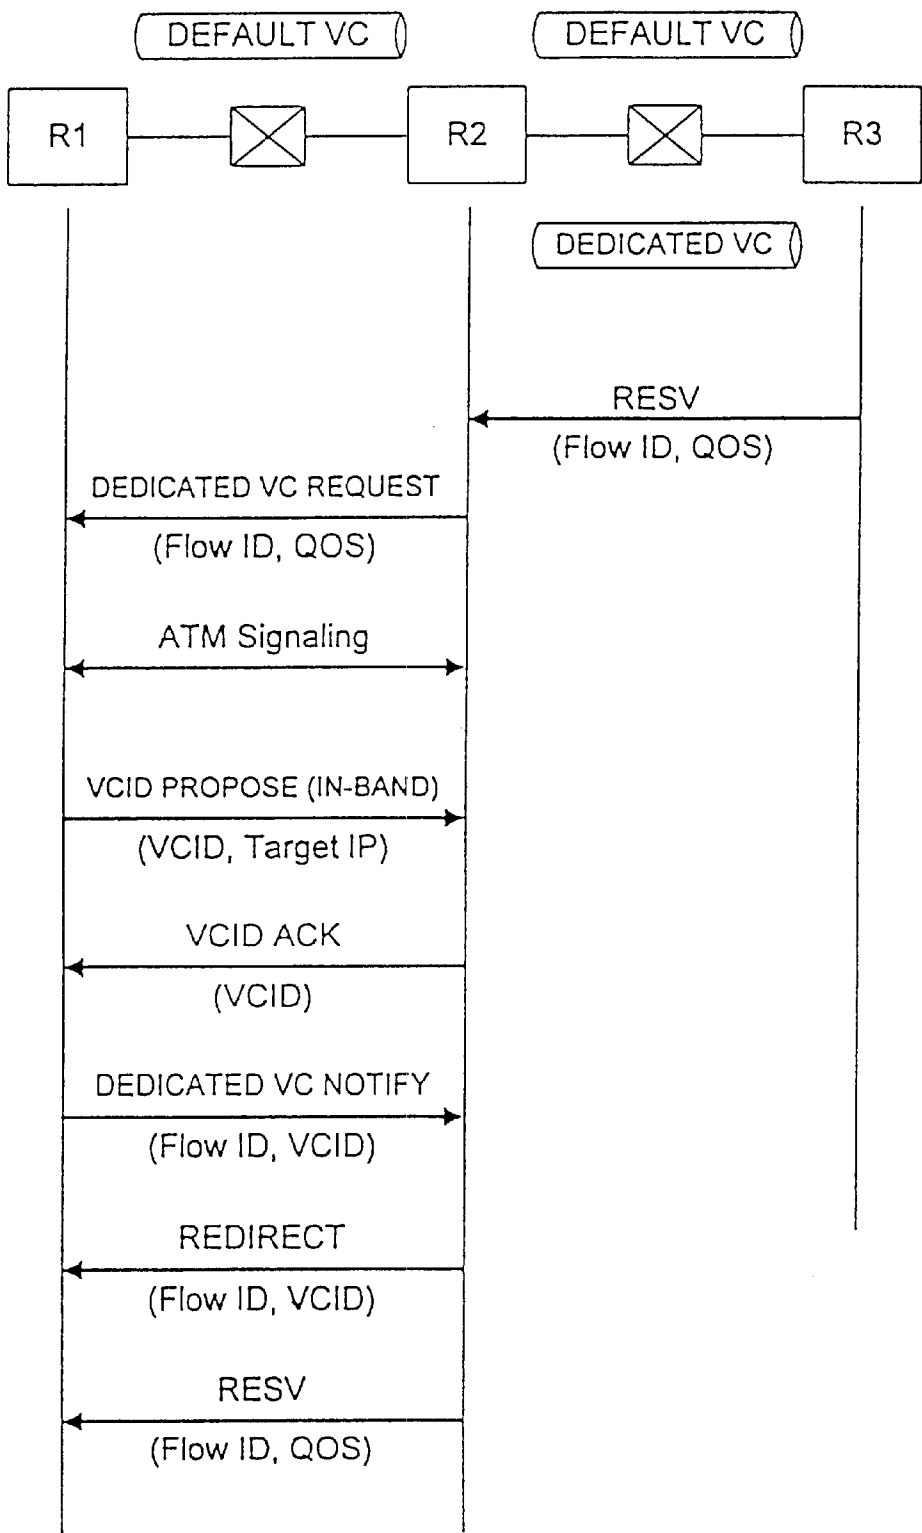 DEFAULT VC
DEFAULT VC
R1
R2
R3
DEDICATED VC
RESV
(Flow ID, QOS)
DEDICATED VC REQUEST
(Flow ID, QOS)
ATM Signaling
VCID PROPOSE (IN-BAND)
(VCID, Target IP)
VCID ACK
(VCID)
DEDICATED VC NOTIFY
(Flow ID, VCID)
REDIRECT
(Flow ID, VCID)
RESV
(Flow ID, QOS)